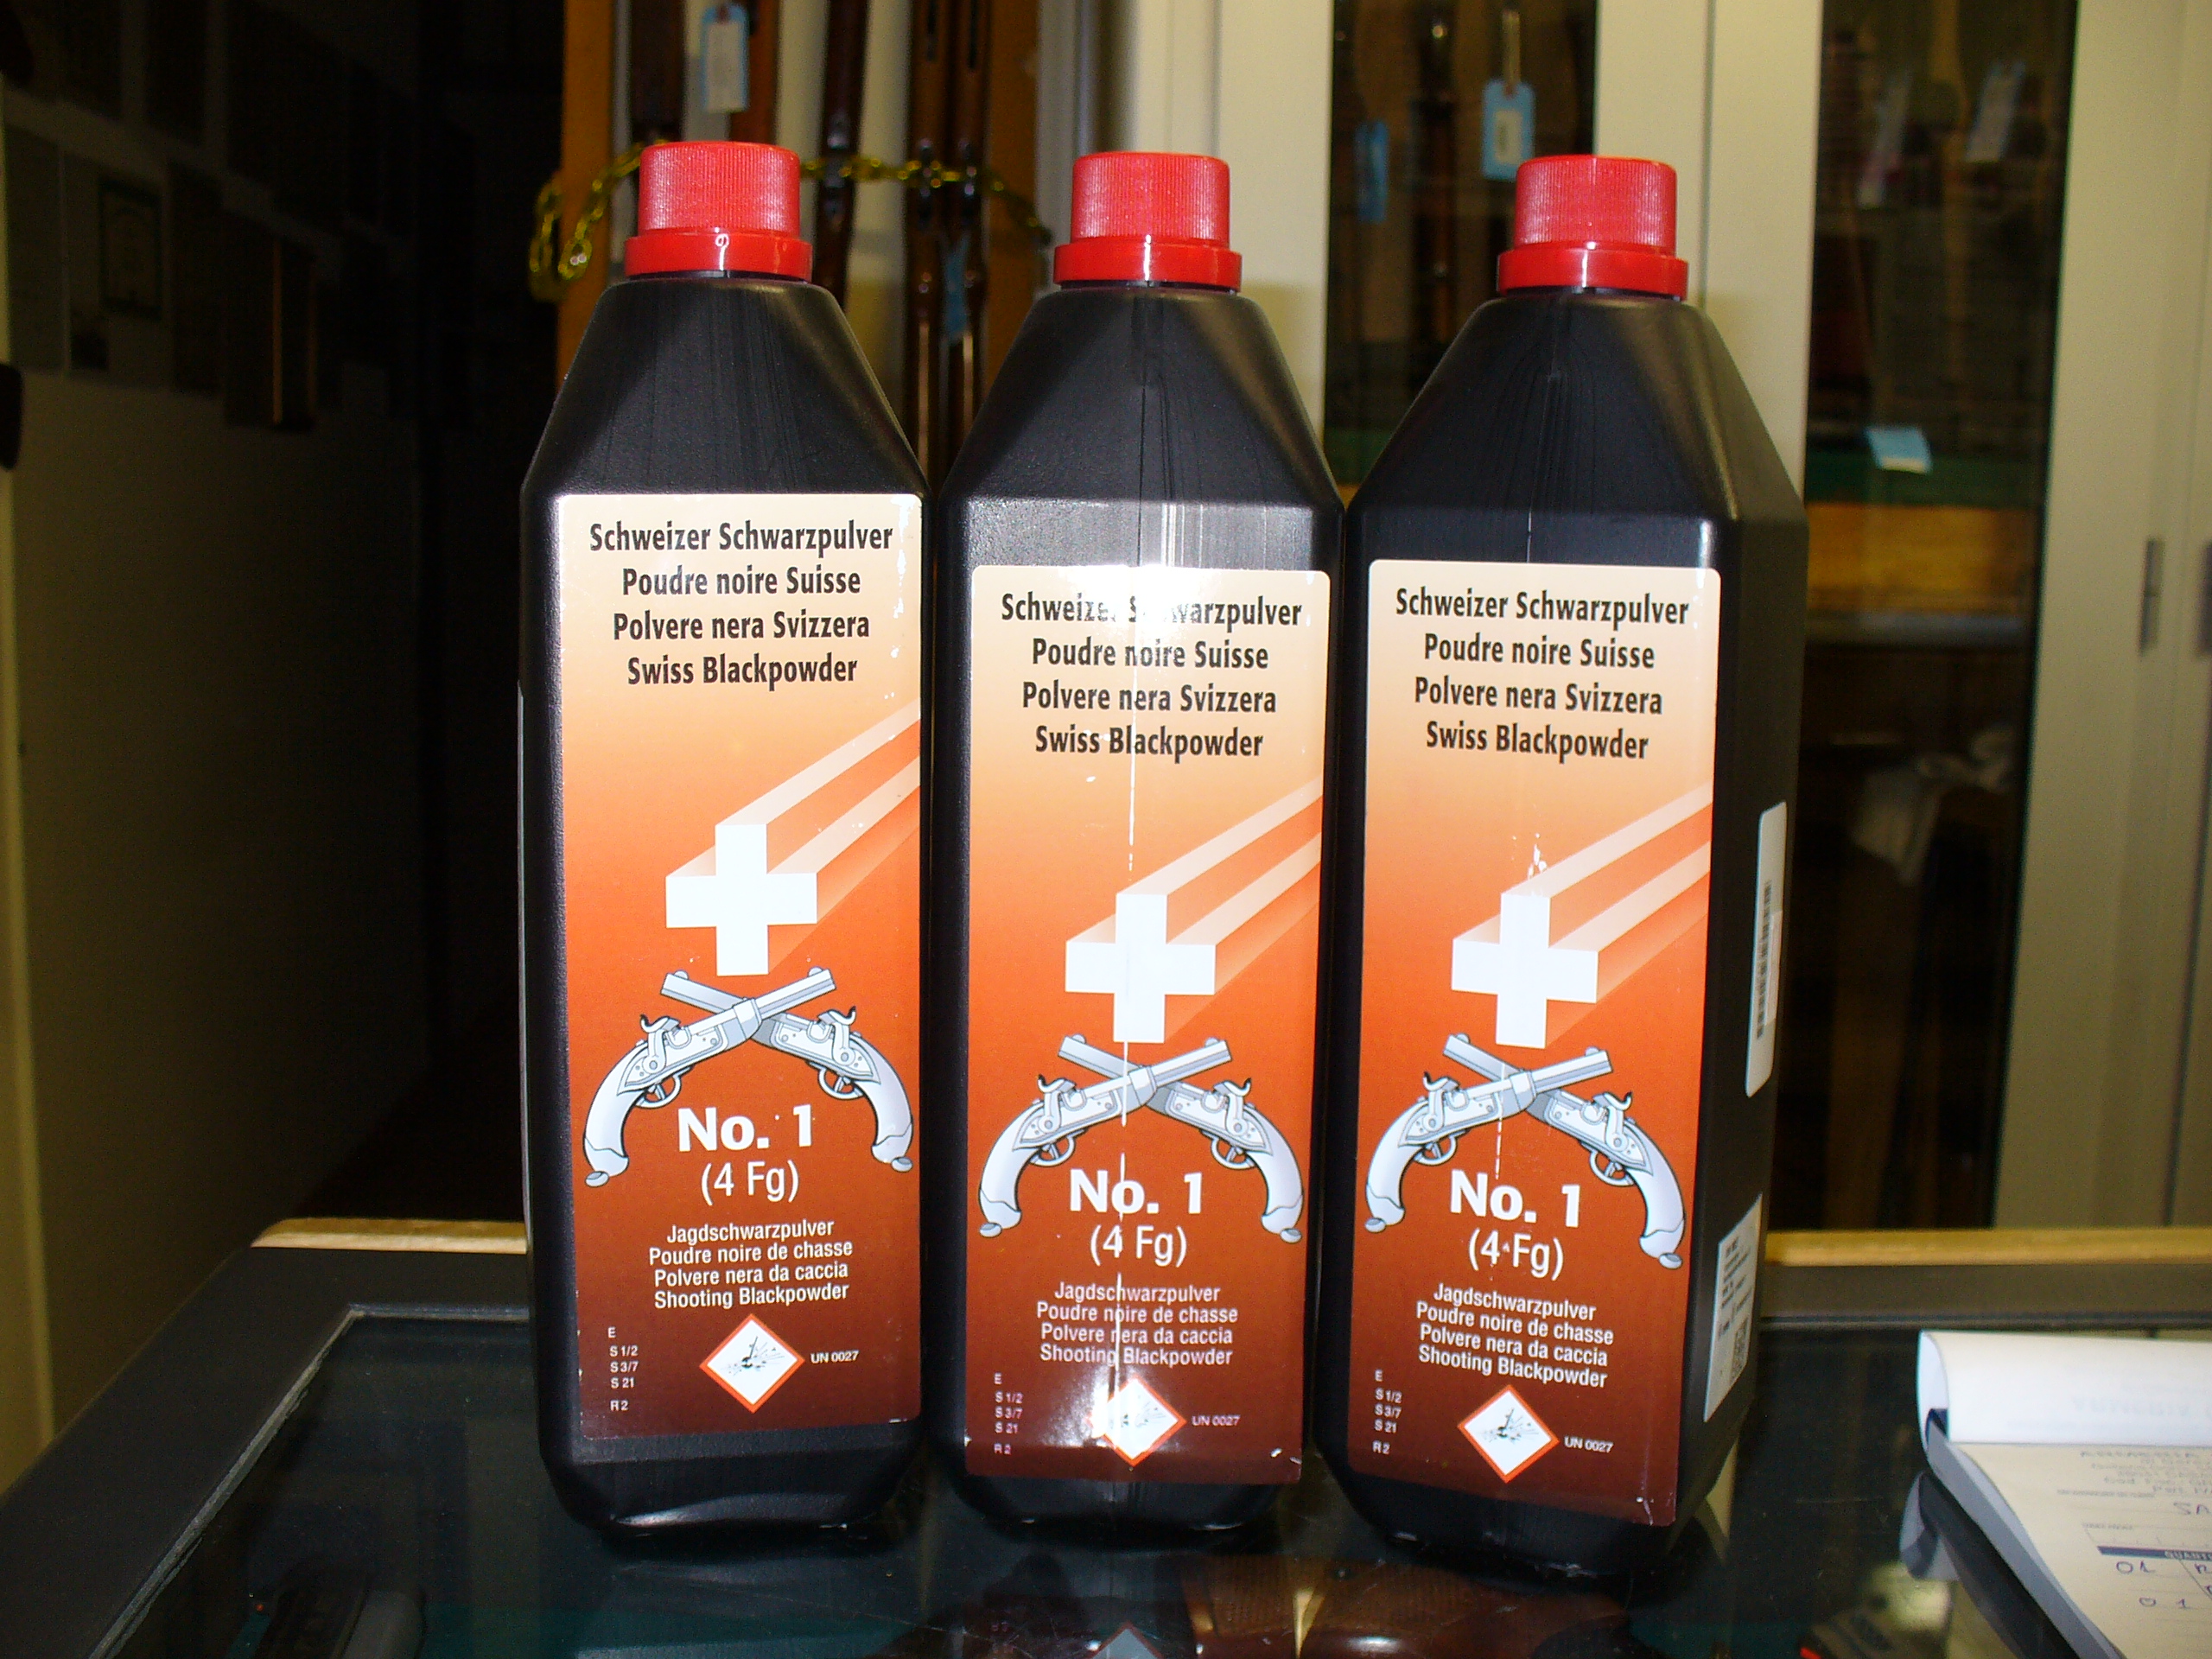 Schweizer Schwarzpulver
Poudre noire Suisse
Polvere nera Svizzera
Swiss Blackpowder
No. 1
(4 Fg)
Jagdschwarzpulver
Poudre noire de chasse
Polvere nera da caccia
Shooting Blackpowder
E
S 1/2
S 3/7
S 21
R 2
UN 0027
Schweizer Schwarzpulver
Poudre noire Suisse
Polvere nera Svizzera
Swiss Blackpowder
No. 1
(4 Fg)
Jagdschwarzpulver
Poudre noire de chasse
Polvere nera da caccia
Shooting Blackpowder
E
S 1/2
S 3/7
S 21
R 2
UN 0027
Schweizer Schwarzpulver
Poudre noire Suisse
Polvere nera Svizzera
Swiss Blackpowder
No. 1
(4 Fg)
Jagdschwarzpulver
Poudre noire de chasse
Polvere nera da caccia
Shooting Blackpowder
E
S 1/2
S 3/7
S 21
R 2
UN 0027
01